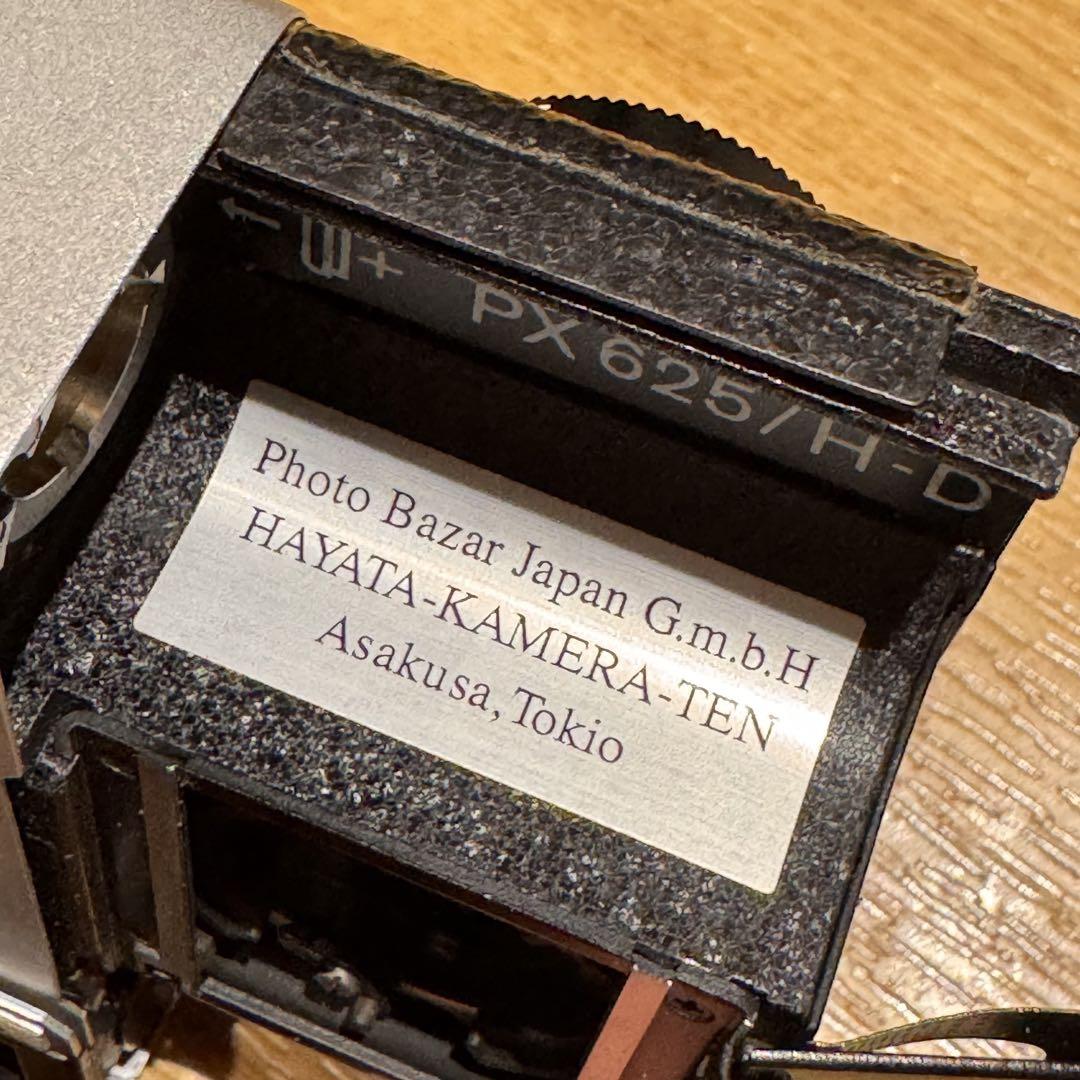 + PX 625/H-D
Photo Bazar Japan G.m.b.H
HAYATA-KAMERA-TEN
Asakusa, Tokio